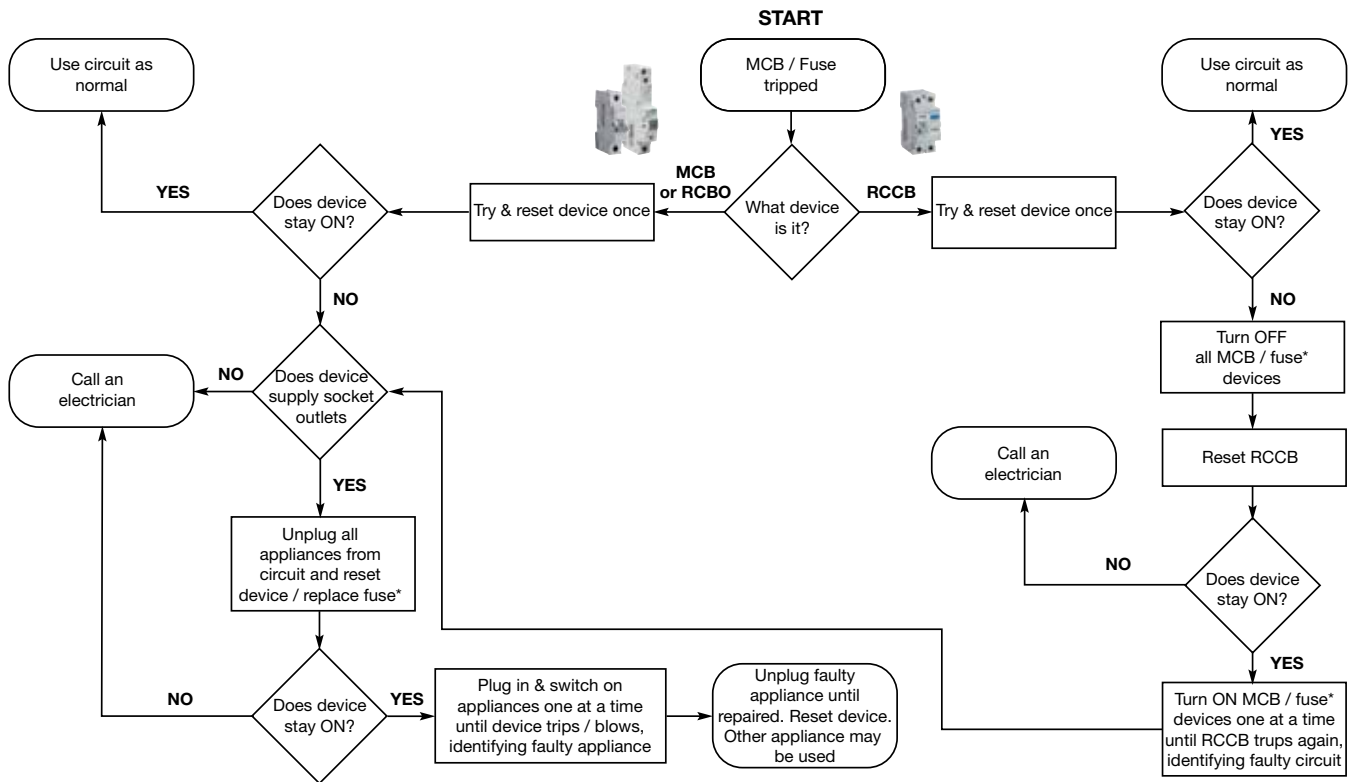 START
MCB / Fuse
tripped
Use circuit as
normal
Use circuit as
normal
YES
MCB
or RCBO
RCCB
What device
is it?
Try & reset device once
Try & reset device once
Does device
stay ON?
YES
Does device
stay ON?
NO
NO
Turn OFF
all MCB / fuse*
devices
Does device
supply socket
outlets
NO
Call an
electrician
Reset RCCB
Call an
electrician
YES
Unplug all
appliances from
circuit and reset
device / replace fuse*
NO
Does device
stay ON?
YES
Does device
stay ON?
NO
YES
Plug in & switch on
appliances one at a time
until device trips / blows,
identifying faulty appliance
Unplug faulty
appliance until
repaired. Reset device.
Other appliance may
be used
Turn ON MCB / fuse*
devices one at a time
until RCCB trups again,
identifying faulty circuit